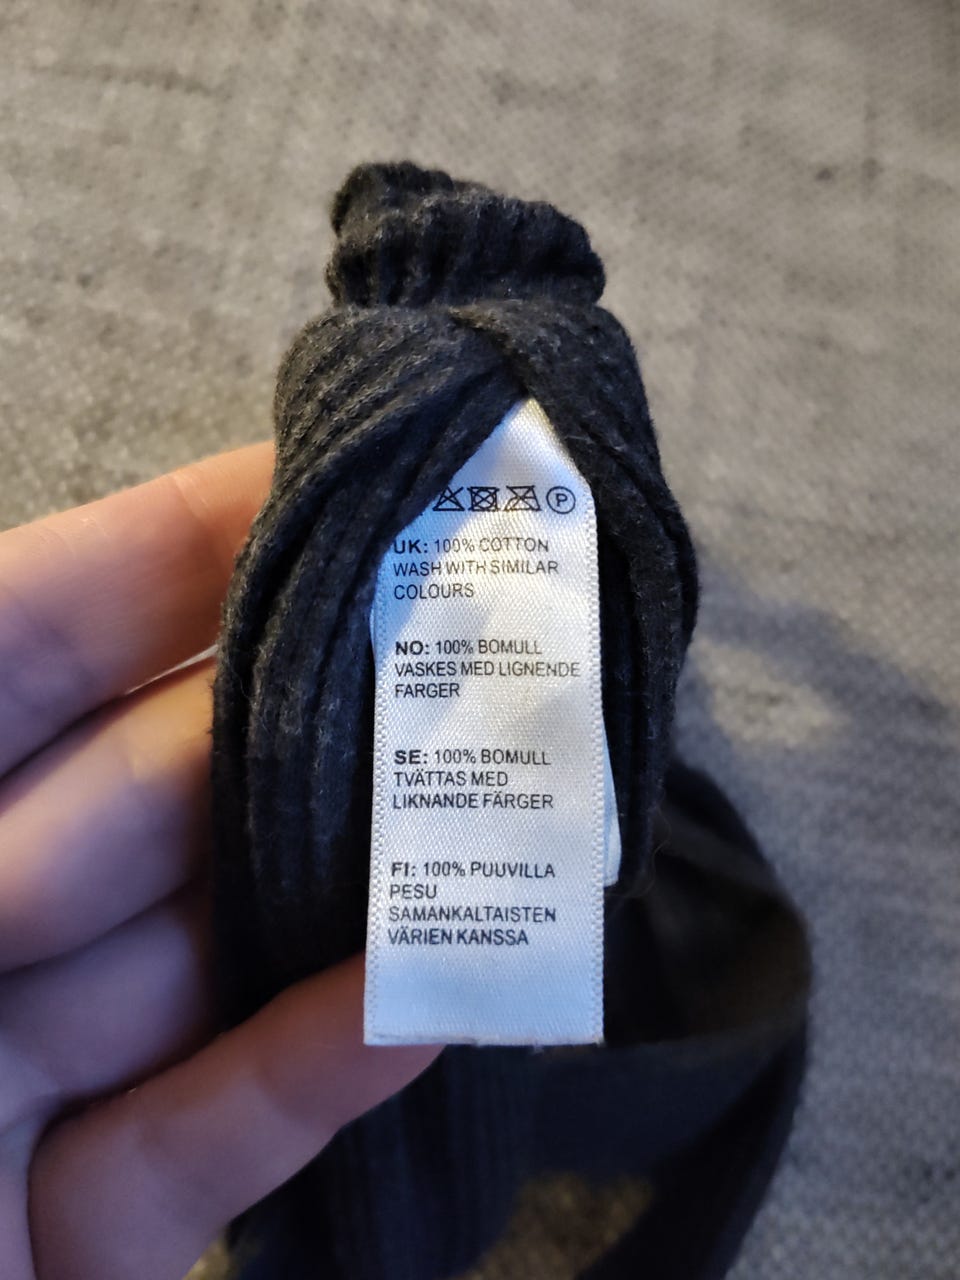 P
UK: 100% COTTON
WASH WITH SIMILAR
COLOURS
NO: 100% BOMULL
VASKES MED LIGNENDE
FARGER
SE: 100% BOMULL
TVÄTTAS MED
LIKNANDE FÄRGER
FI: 100% PUUVILLA
PESU
SAMANKALTAISTEN
VÄRIEN KANSSA